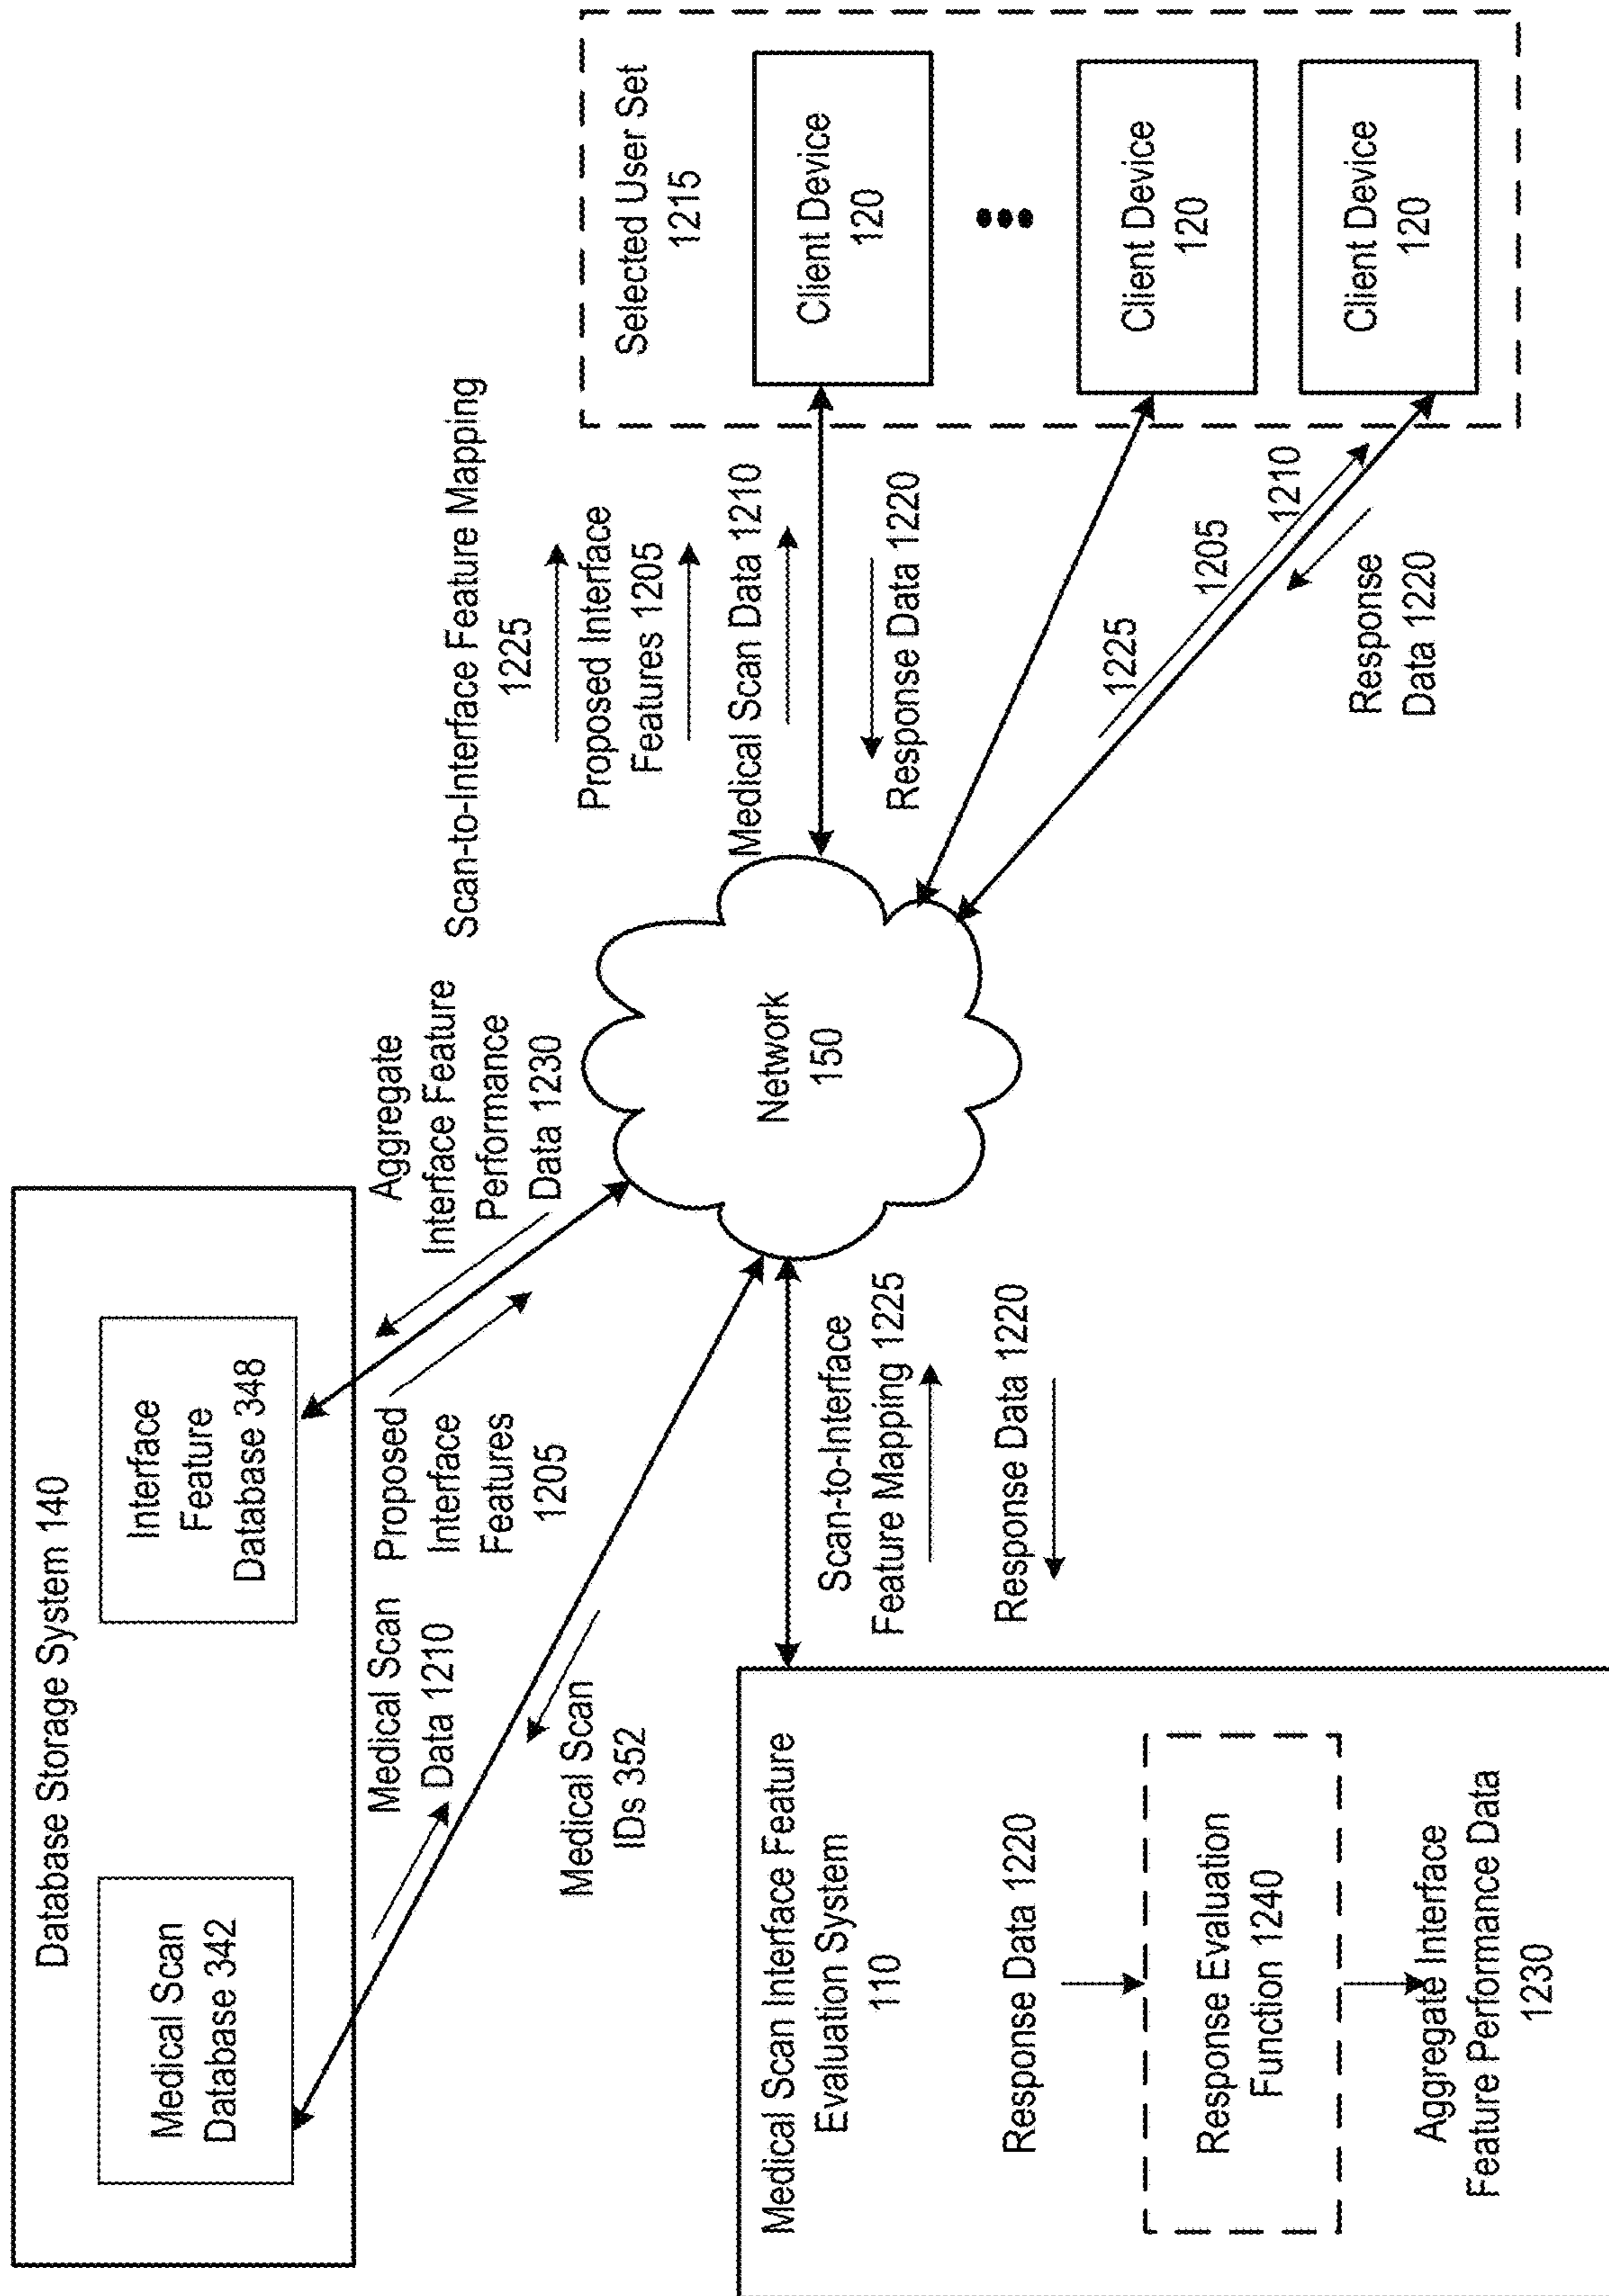 Database Storage System 140
Medical Scan
Database 342
Interface
Feature
Database 348
Medical Scan
Data 1210
Medical Scan
IDs 352
Proposed
Interface
Features
1205
Aggregate
Interface Feature
Performance
Data 1230
Scan-to-Interface Feature Mapping
1225
Proposed Interface
Features 1205
Medical Scan Data 1210
Response Data 1220
Selected User Set
1215
Client Device
120
Client Device
120
Client Device
120
Network
150
1225
1205
1210
Response
Data 1220
Medical Scan Interface Feature
Evaluation System
110
Response Data 1220
Response Evaluation
Function 1240
Aggregate Interface
Feature Performance Data
1230
Scan-to-Interface
Feature Mapping 1225
Response Data 1220